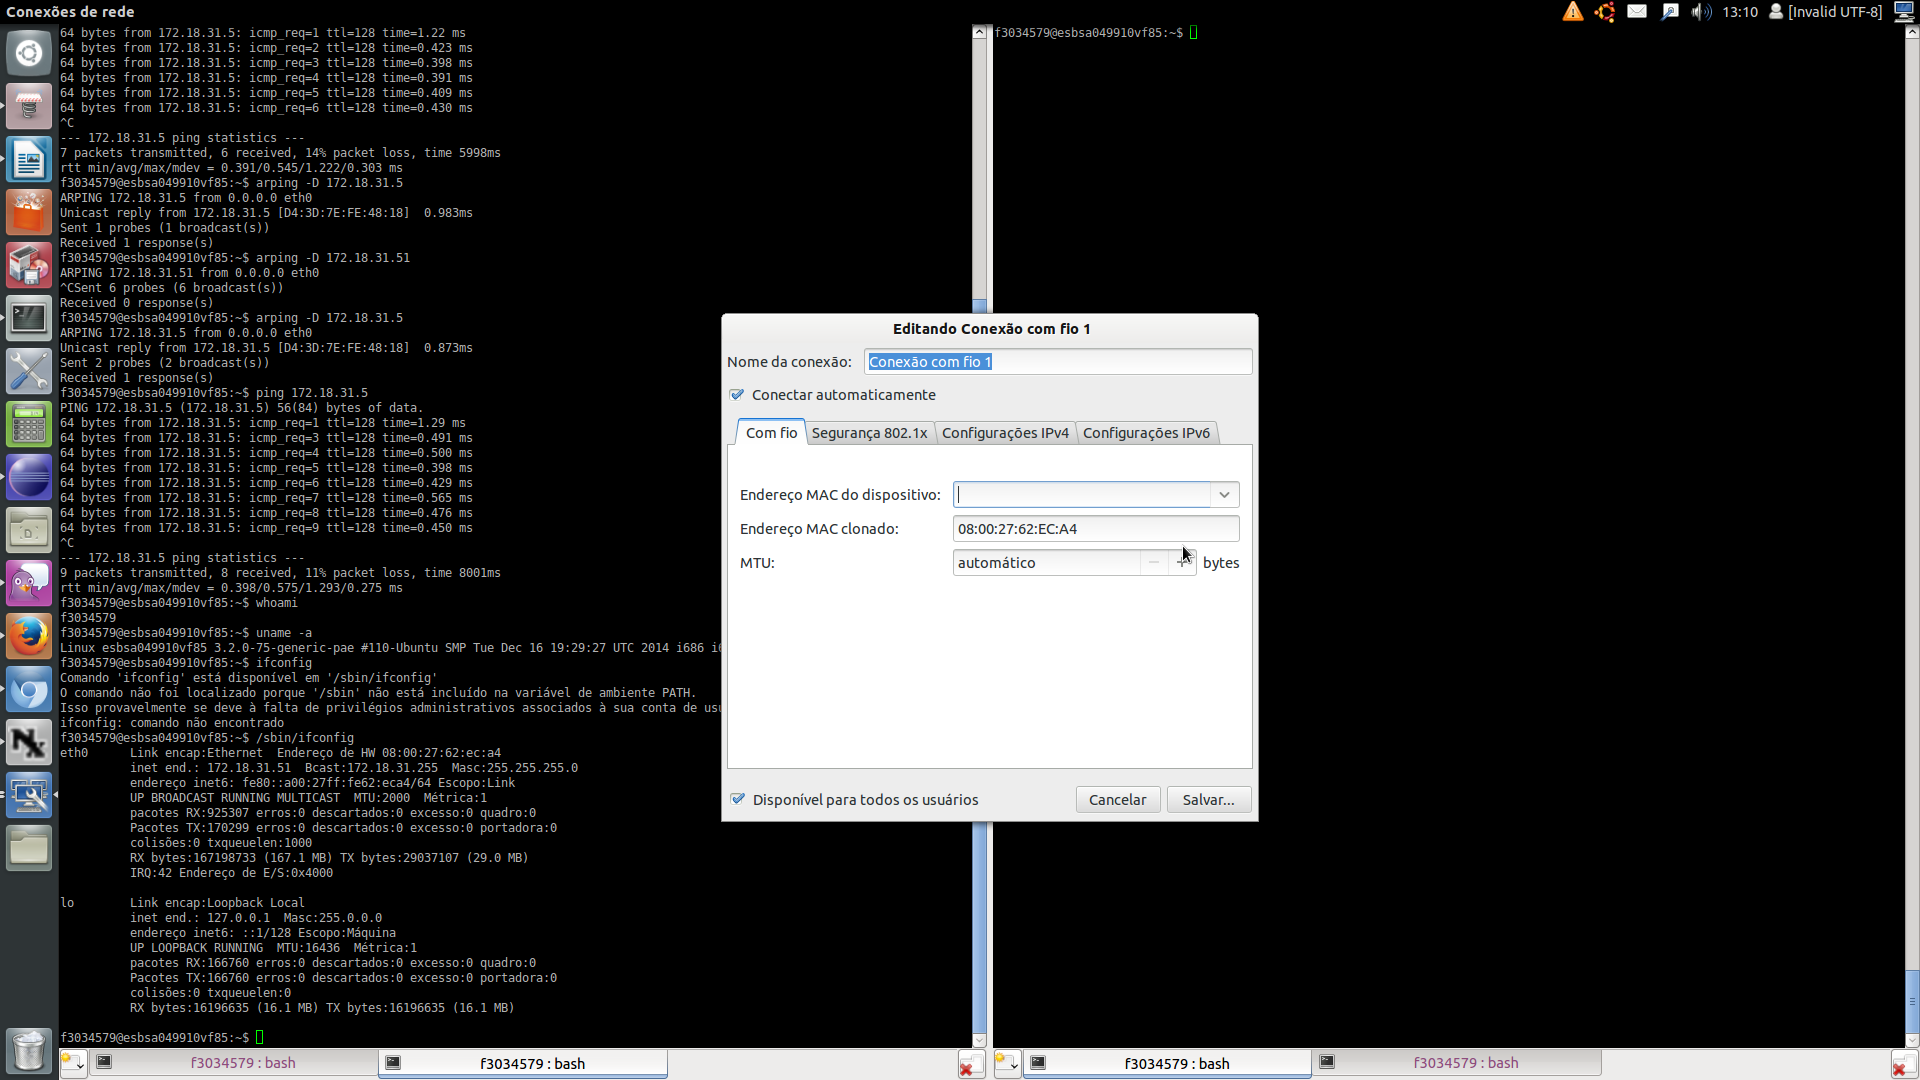 Conexões de rede
13:10 [Invalid UTF-8]
64 bytes from 172.18.31.5: icmp_req=1 ttl=128 time=1.22 ms
64 bytes from 172.18.31.5: icmp_req=2 ttl=128 time=0.423 ms
64 bytes from 172.18.31.5: icmp_req=3 ttl=128 time=0.398 ms
64 bytes from 172.18.31.5: icmp_req=4 ttl=128 time=0.391 ms
64 bytes from 172.18.31.5: icmp_req=5 ttl=128 time=0.409 ms
64 bytes from 172.18.31.5: icmp_req=6 ttl=128 time=0.430 ms
^C
--- 172.18.31.5 ping statistics ---
7 packets transmitted, 6 received, 14% packet loss, time 5998ms
rtt min/avg/max/mdev = 0.391/0.545/1.222/0.303 ms
f3034579@esbsa049910vf85:~$ arping -D 172.18.31.5
ARPING 172.18.31.5 from 0.0.0.0 eth0
Unicast reply from 172.18.31.5 [D4:3D:7E:FE:48:18]  0.983ms
Sent 1 probes (1 broadcast(s))
Received 1 response(s)
f3034579@esbsa049910vf85:~$ arping -D 172.18.31.51
ARPING 172.18.31.51 from 0.0.0.0 eth0
^CSent 6 probes (6 broadcast(s))
Received 0 response(s)
f3034579@esbsa049910vf85:~$ arping -D 172.18.31.5
ARPING 172.18.31.5 from 0.0.0.0 eth0
Unicast reply from 172.18.31.5 [D4:3D:7E:FE:48:18]  0.873ms
Sent 2 probes (2 broadcast(s))
Received 1 response(s)
f3034579@esbsa049910vf85:~$ ping 172.18.31.5
PING 172.18.31.5 (172.18.31.5) 56(84) bytes of data.
64 bytes from 172.18.31.5: icmp_req=1 ttl=128 time=1.29 ms
64 bytes from 172.18.31.5: icmp_req=3 ttl=128 time=0.491 ms
64 bytes from 172.18.31.5: icmp_req=4 ttl=128 time=0.500 ms
64 bytes from 172.18.31.5: icmp_req=5 ttl=128 time=0.398 ms
64 bytes from 172.18.31.5: icmp_req=6 ttl=128 time=0.429 ms
64 bytes from 172.18.31.5: icmp_req=7 ttl=128 time=0.565 ms
64 bytes from 172.18.31.5: icmp_req=8 ttl=128 time=0.476 ms
64 bytes from 172.18.31.5: icmp_req=9 ttl=128 time=0.450 ms
^C
--- 172.18.31.5 ping statistics ---
9 packets transmitted, 8 received, 11% packet loss, time 8001ms
rtt min/avg/max/mdev = 0.398/0.575/1.293/0.275 ms
f3034579@esbsa049910vf85:~$ whoami
f3034579
f3034579@esbsa049910vf85:~$ uname -a
Linux esbsa049910vf85 3.2.0-75-generic-pae #110-Ubuntu SMP Tue Dec 16 19:29:27 UTC 2014 i686 i
f3034579@esbsa049910vf85:~$ ifconfig
Comando 'ifconfig' está disponível em '/sbin/ifconfig'
O comando não foi localizado porque '/sbin' não está incluído na variável de ambiente PATH.
Isso provavelmente se deve à falta de privilégios administrativos associados à sua conta de usu
ifconfig: comando não encontrado
f3034579@esbsa049910vf85:~$ /sbin/ifconfig
eth0      Link encap:Ethernet  Endereço de HW 08:00:27:62:ec:a4
inet end.: 172.18.31.51  Bcast:172.18.31.255  Masc:255.255.255.0
endereço inet6: fe80::a00:27ff:fe62:eca4/64 Escopo:Link
UP BROADCAST RUNNING MULTICAST  MTU:2000  Métrica:1
pacotes RX:925307 erros:0 descartados:0 excesso:0 quadro:0
Pacotes TX:170299 erros:0 descartados:0 excesso:0 portadora:0
colisões:0 txqueuelen:1000
RX bytes:167198733 (167.1 MB) TX bytes:29037107 (29.0 MB)
IRQ:42 Endereço de E/S:0x4000
lo        Link encap:Loopback Local
inet end.: 127.0.0.1  Masc:255.0.0.0
endereço inet6: ::1/128 Escopo:Máquina
UP LOOPBACK RUNNING  MTU:16436  Métrica:1
pacotes RX:166760 erros:0 descartados:0 excesso:0 quadro:0
Pacotes TX:166760 erros:0 descartados:0 excesso:0 portadora:0
colisões:0 txqueuelen:0
RX bytes:16196635 (16.1 MB) TX bytes:16196635 (16.1 MB)
f3034579@esbsa049910vf85:~$
f3034579@esbsa049910vf85:~$
Editando Conexão com fio 1
Nome da conexão: Conexão com fio 1
Conectar automaticamente
Com fio Segurança 802.1x Configurações IPv4 Configurações IPv6
Endereço MAC do dispositivo:
Endereço MAC clonado: 08:00:27:62:EC:A4
MTU: automático − + bytes
Disponível para todos os usuários Cancelar Salvar...
f3034579 : bash f3034579 : bash f3034579 : bash f3034579 : bash